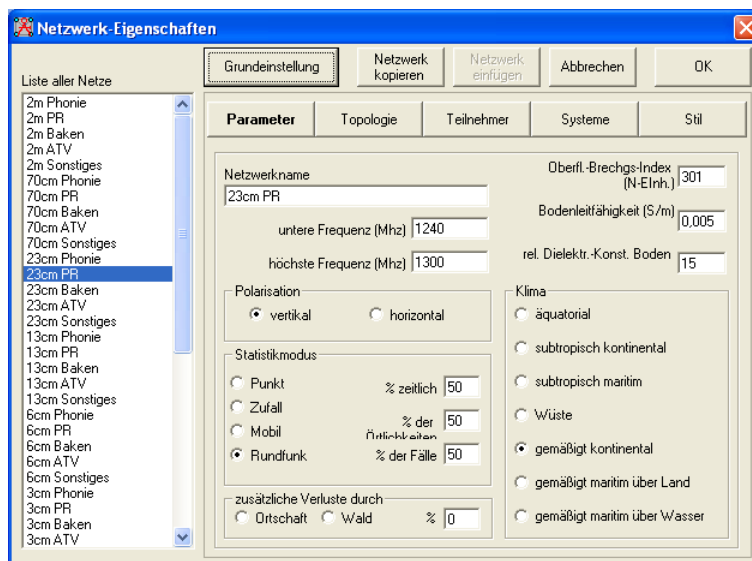 Netzwerk-Eigenschaften
Liste aller Netze
Grundeinstellung
Netzwerk
kopieren
Netzwerk
einfügen
Abbrechen
OK
2m Phonie
2m PR
2m Baken
2m ATV
2m Sonstiges
70cm Phonie
70cm PR
70cm Baken
70cm ATV
70cm Sonstiges
23cm Phonie
23cm PR
23cm Baken
23cm ATV
23cm Sonstiges
13cm Phonie
13cm PR
13cm Baken
13cm ATV
13cm Sonstiges
6cm Phonie
6cm PR
6cm Baken
6cm ATV
6cm Sonstiges
3cm Phonie
3cm PR
3cm Baken
3cm ATV
Parameter
Topologie
Teilnehmer
Systeme
Stil
Netzwerkname
23cm PR
untere Frequenz (Mhz) 1240
höchste Frequenz (Mhz) 1300
Oberfl.-Brechgs-Index
(N-EInh.) 301
Bodenleitfähigkeit (S/m) 0,005
rel. Dielektr.-Konst. Boden 15
Polarisation
vertikal
horizontal
Statistikmodus
Punkt
Zufall
Mobil
Rundfunk
% zeitlich 50
% der 50
Örtlichkeiten
% der Fälle 50
zusätzliche Verluste durch
Ortschaft
Wald
% 0
Klima
äquatorial
subtropisch kontinental
subtropisch maritim
Wüste
gemäßigt kontinental
gemäßigt maritim über Land
gemäßigt maritim über Wasser